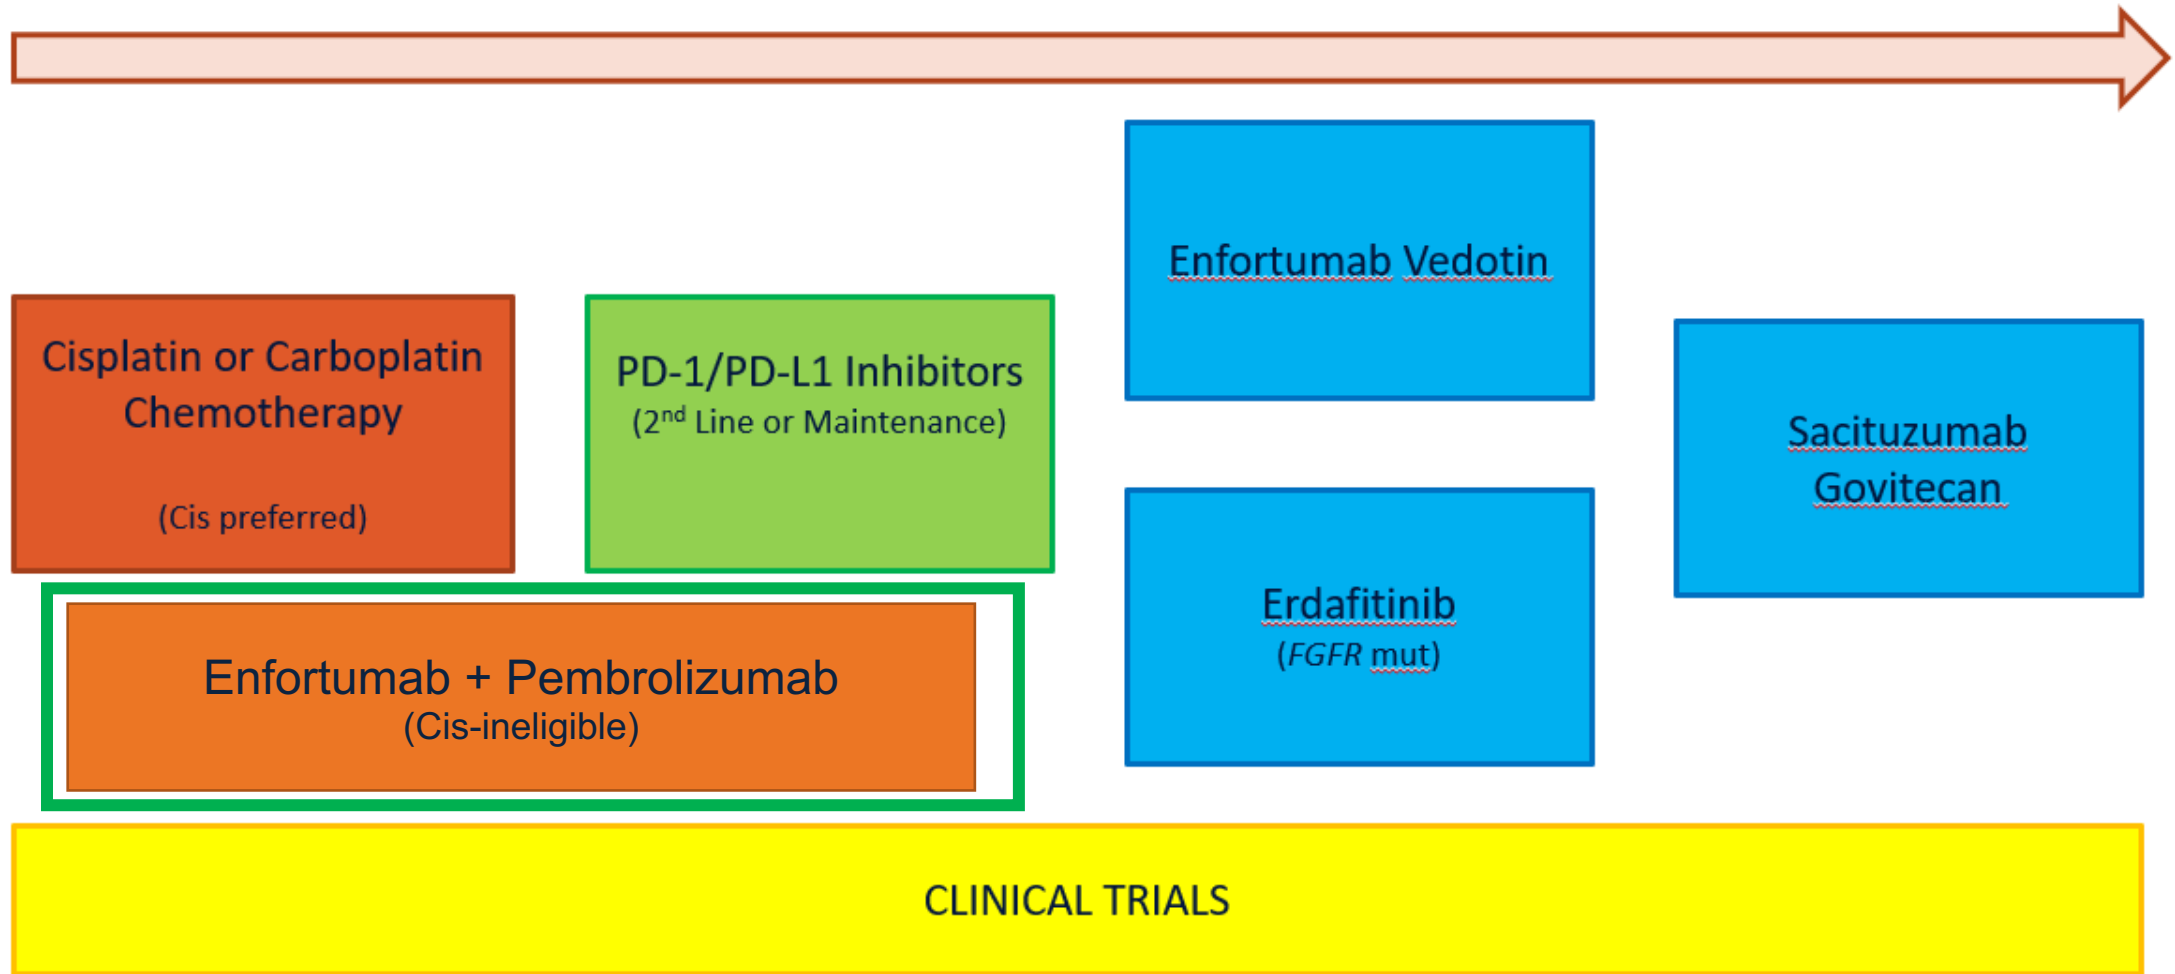 Cisplatin or Carboplatin
Chemotherapy
(Cis preferred)
PD-1/PD-L1 Inhibitors
(2nd Line or Maintenance)
Enfortumab Vedotin
Erdafitinib
(FGFR mut)
Sacituzumab
Govitecan
Enfortumab + Pembrolizumab
(Cis-ineligible)
CLINICAL TRIALS